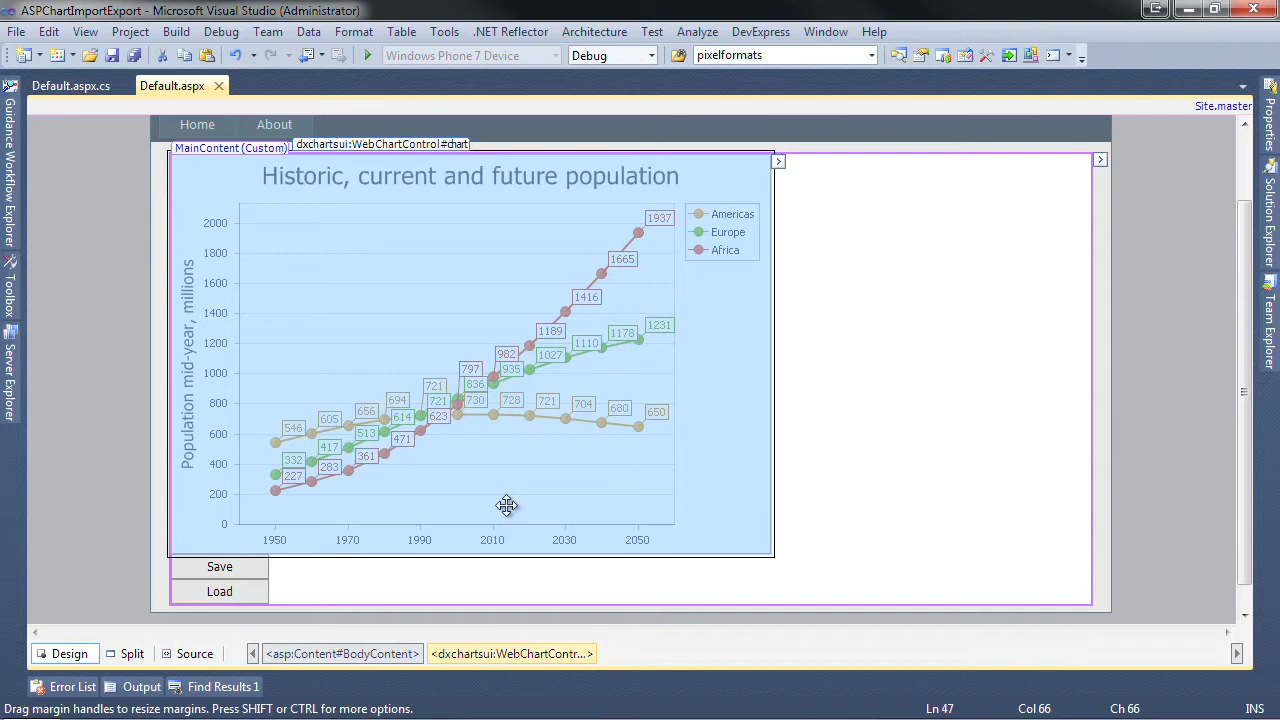 ASPChartImportExport - Microsoft Visual Studio (Administrator)
File Edit View Project Build Debug Team Data Format Table Tools .NET Reflector Architecture Test Analyze DevExpress Window Help
Windows Phone 7 Device Debug pixelformats
Default.aspx.cs Default.aspx
Site.master
Home About
MainContent (Custom) dxchartsui:WebChartControl#chart
Historic, current and future population
Population mid-year, millions
2000
1800
1600
1400
1200
1000
800
600
400
200
0
1950 1970 1990 2010 2030 2050
546 605 656 694 721 730 728 721 704 680 650
332 417 513 614 721 836 935 1027 1110 1178 1231
227 283 361 471 623 797 982 1189 1416 1665 1937
Americas
Europe
Africa
Save
Load
Guidance Workflow Explorer
Toolbox
Server Explorer
Properties
Solution Explorer
Team Explorer
Design Split Source <asp:Content#BodyContent> <dxchartsui:WebChartContr...>
Error List Output Find Results 1
Drag margin handles to resize margins. Press SHIFT or CTRL for more options. Ln 47 Col 66 Ch 66 INS